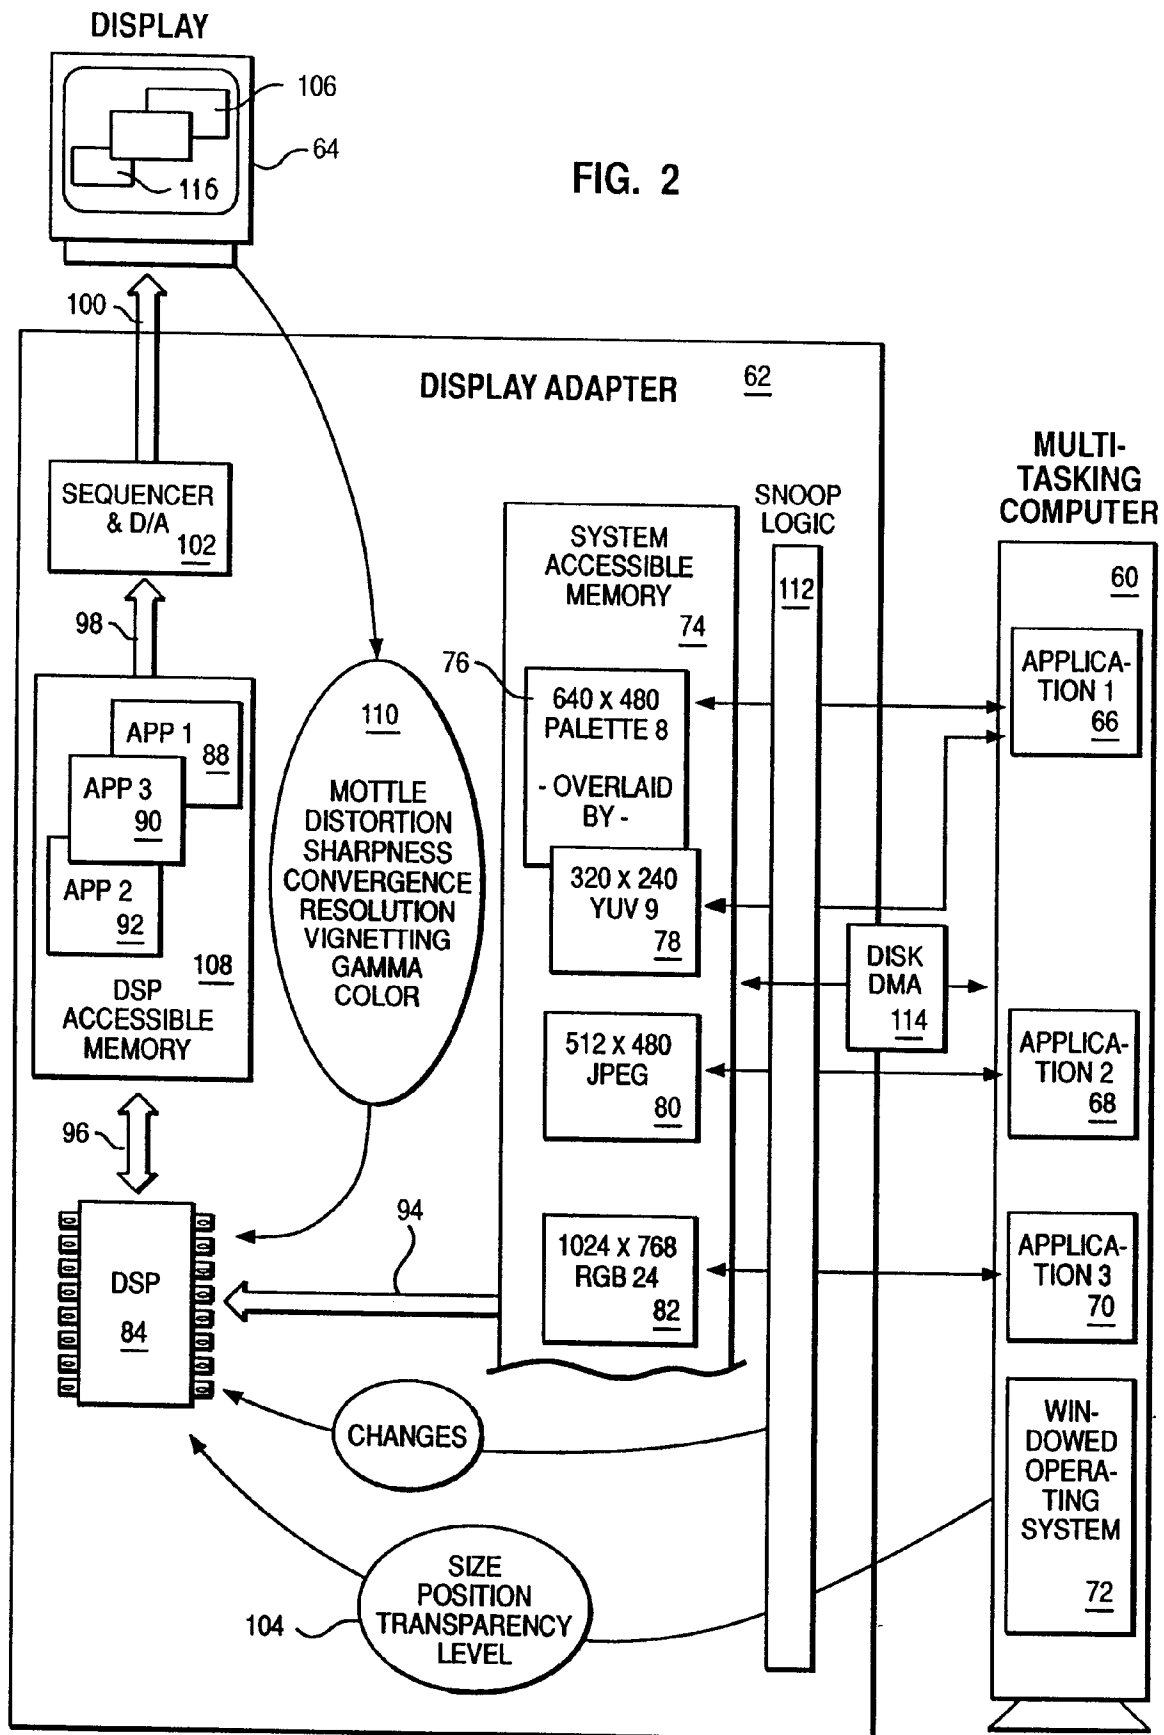 DISPLAY
106
64
116
FIG. 2
100
DISPLAY ADAPTER
62
SEQUENCER
& D/A
102
98
APP 1
88
APP 3
90
APP 2
92
108
DSP
ACCESSIBLE
MEMORY
96
DSP
84
110
MOTTLE
DISTORTION
SHARPNESS
CONVERGENCE
RESOLUTION
VIGNETTING
GAMMA
COLOR
94
SYSTEM
ACCESSIBLE
MEMORY
74
76
640 X 480
PALETTE 8
- OVERLAID
BY -
320 X 240
YUV 9
78
512 X 480
JPEG
80
1024 X 768
RGB 24
82
SNOOP
LOGIC
112
DISK
DMA
114
CHANGES
104
SIZE
POSITION
TRANSPARENCY
LEVEL
MULTI-
TASKING
COMPUTER
60
APPLICA-
TION 1
66
APPLICA-
TION 2
68
APPLICA-
TION 3
70
WIN-
DOWED
OPERA-
TING
SYSTEM
72